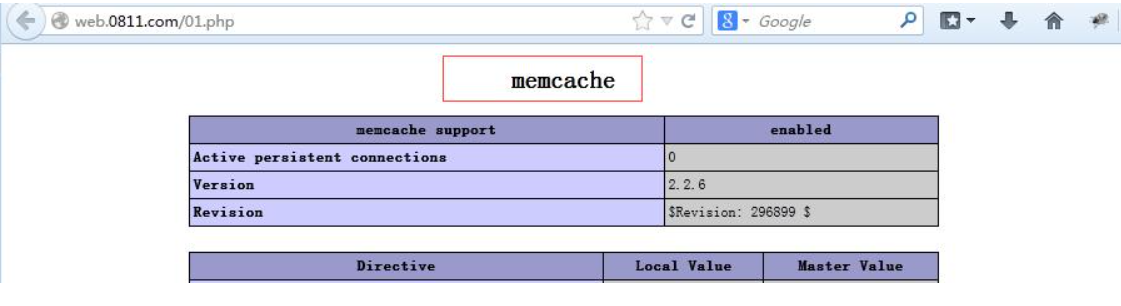 web.0811.com/01.php
8 Google
memcache
memcache support enabled
Active persistent connections 0
Version 2.2.6
Revision $Revision: 296899 $
Directive Local Value Master Value